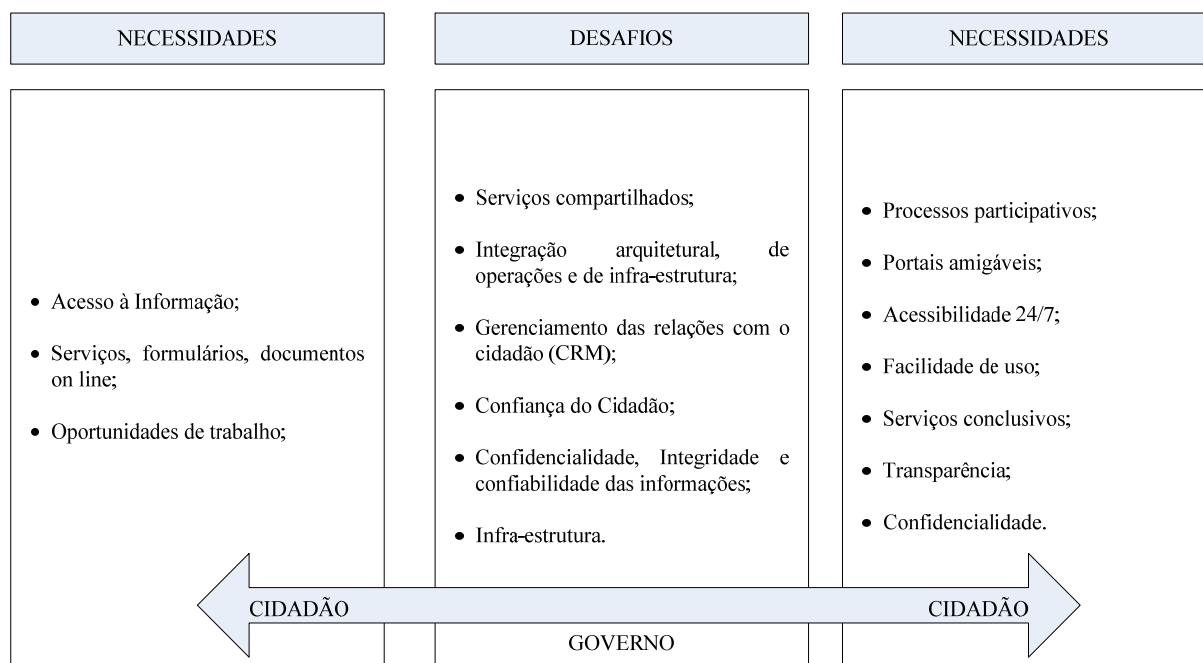 NECESSIDADES
DESAFIOS
NECESSIDADES
• Acesso à Informação;
• Serviços, formulários, documentos
on line;
• Oportunidades de trabalho;
• Serviços compartilhados;
• Integração arquitetural, de
operações e de infra-estrutura;
• Gerenciamento das relações com o
cidadão (CRM);
• Confiança do Cidadão;
• Confidencialidade, Integridade e
confiabilidade das informações;
• Infra-estrutura.
• Processos participativos;
• Portais amigáveis;
• Acessibilidade 24/7;
• Facilidade de uso;
• Serviços conclusivos;
• Transparência;
• Confidencialidade.
CIDADÃO
CIDADÃO
GOVERNO